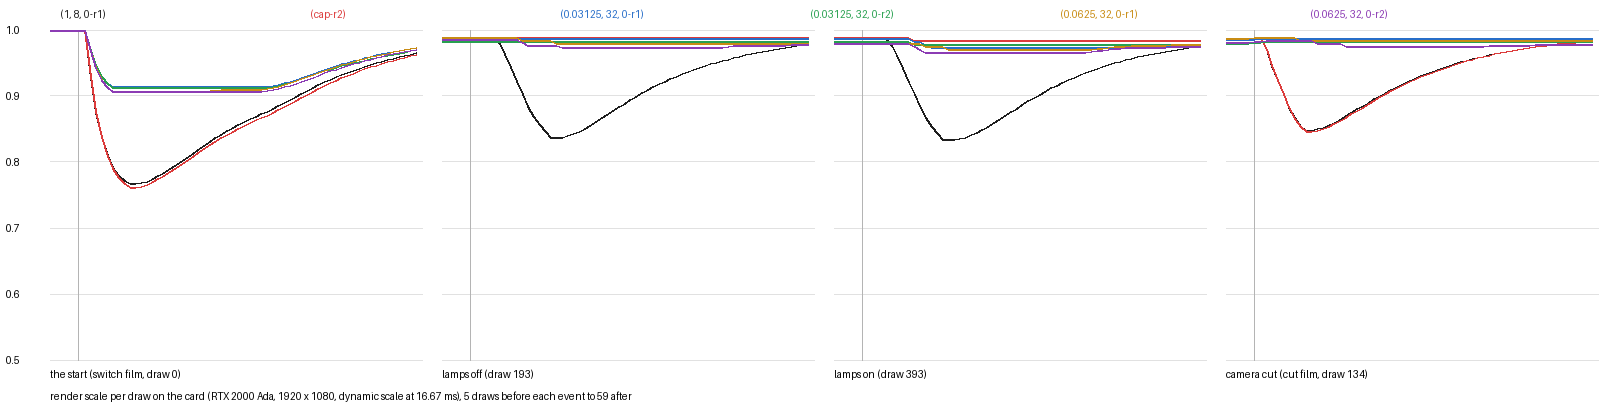 (1, 8, 0-r1) (cap-r2) (0.03125, 32, 0-r1) (0.03125, 32, 0-r2) (0.0625, 32, 0-r1) (0.0625, 32, 0-r2)
1.0
0.9
0.8
0.7
0.6
0.5
the start (switch film, draw 0) lamps off (draw 193) lamps on (draw 393) camera cut (cut film, draw 134)
render scale per draw on the card (RTX 2000 Ada, 1920 x 1080, dynamic scale at 16.67 ms), 5 draws before each event to 59 after